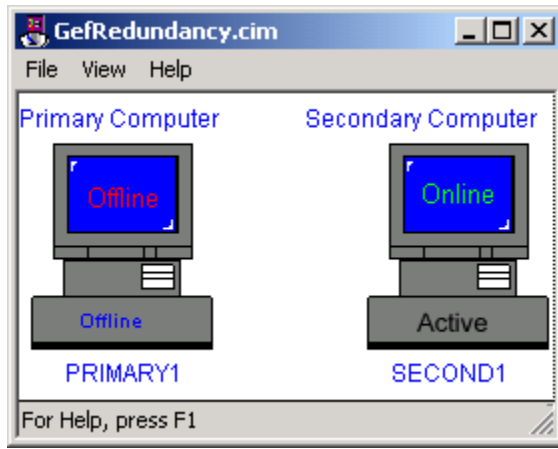 GefRedundancy.cim
File View Help
Primary Computer Secondary Computer
Offline Online
Offline Active
PRIMARY1 SECOND1
For Help, press F1